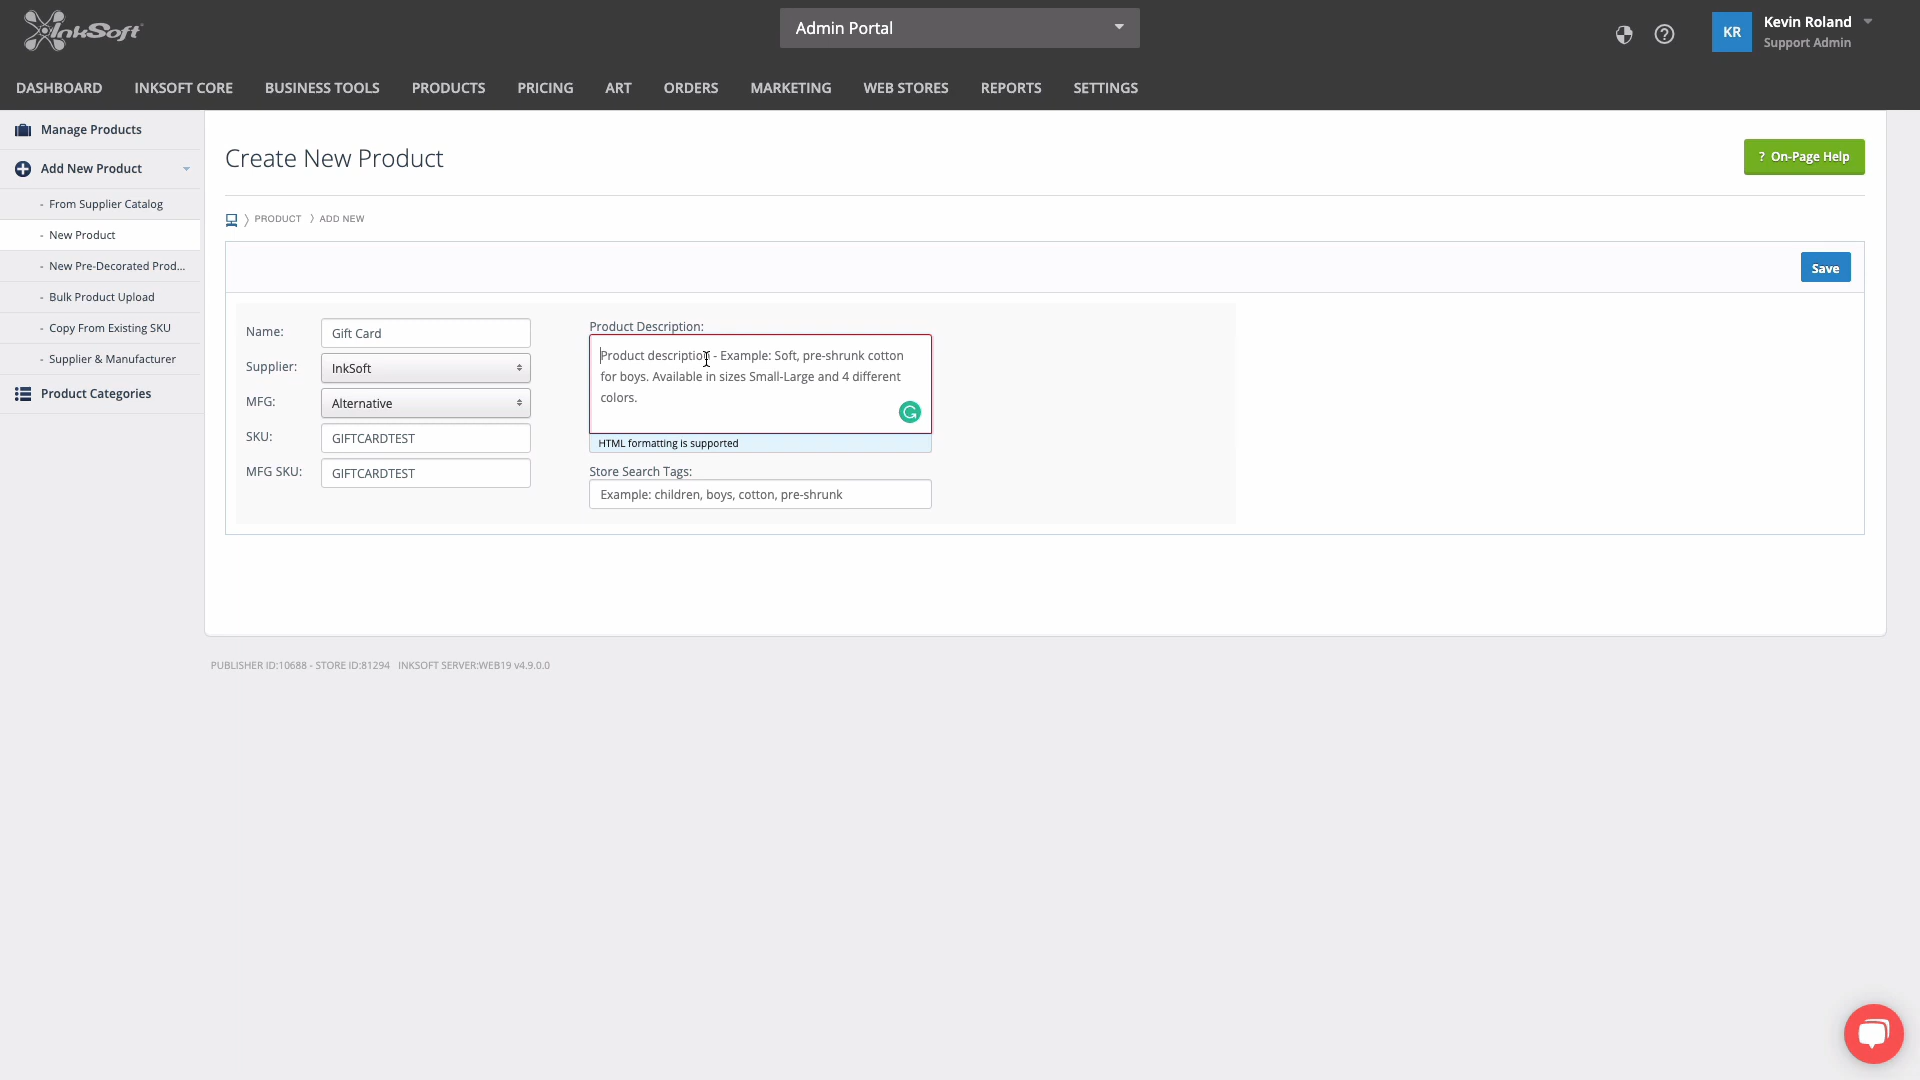 InkSoft
Admin Portal
KR
Kevin Roland
Support Admin
DASHBOARD INKSOFT CORE BUSINESS TOOLS PRODUCTS PRICING ART ORDERS MARKETING WEB STORES REPORTS SETTINGS
Manage Products
Add New Product
- From Supplier Catalog
- New Product
- New Pre-Decorated Prod...
- Bulk Product Upload
- Copy From Existing SKU
- Supplier & Manufacturer
Product Categories
Create New Product
? On-Page Help
PRODUCT ADD NEW
Save
Name: Gift Card
Supplier: InkSoft
MFG: Alternative
SKU: GIFTCARDTEST
MFG SKU: GIFTCARDTEST
Product Description:
Product description - Example: Soft, pre-shrunk cotton
for boys. Available in sizes Small-Large and 4 different
colors.
HTML formatting is supported
Store Search Tags:
Example: children, boys, cotton, pre-shrunk
PUBLISHER ID:10688 - STORE ID:81294 INKSOFT SERVER:WEB19 v4.9.0.0